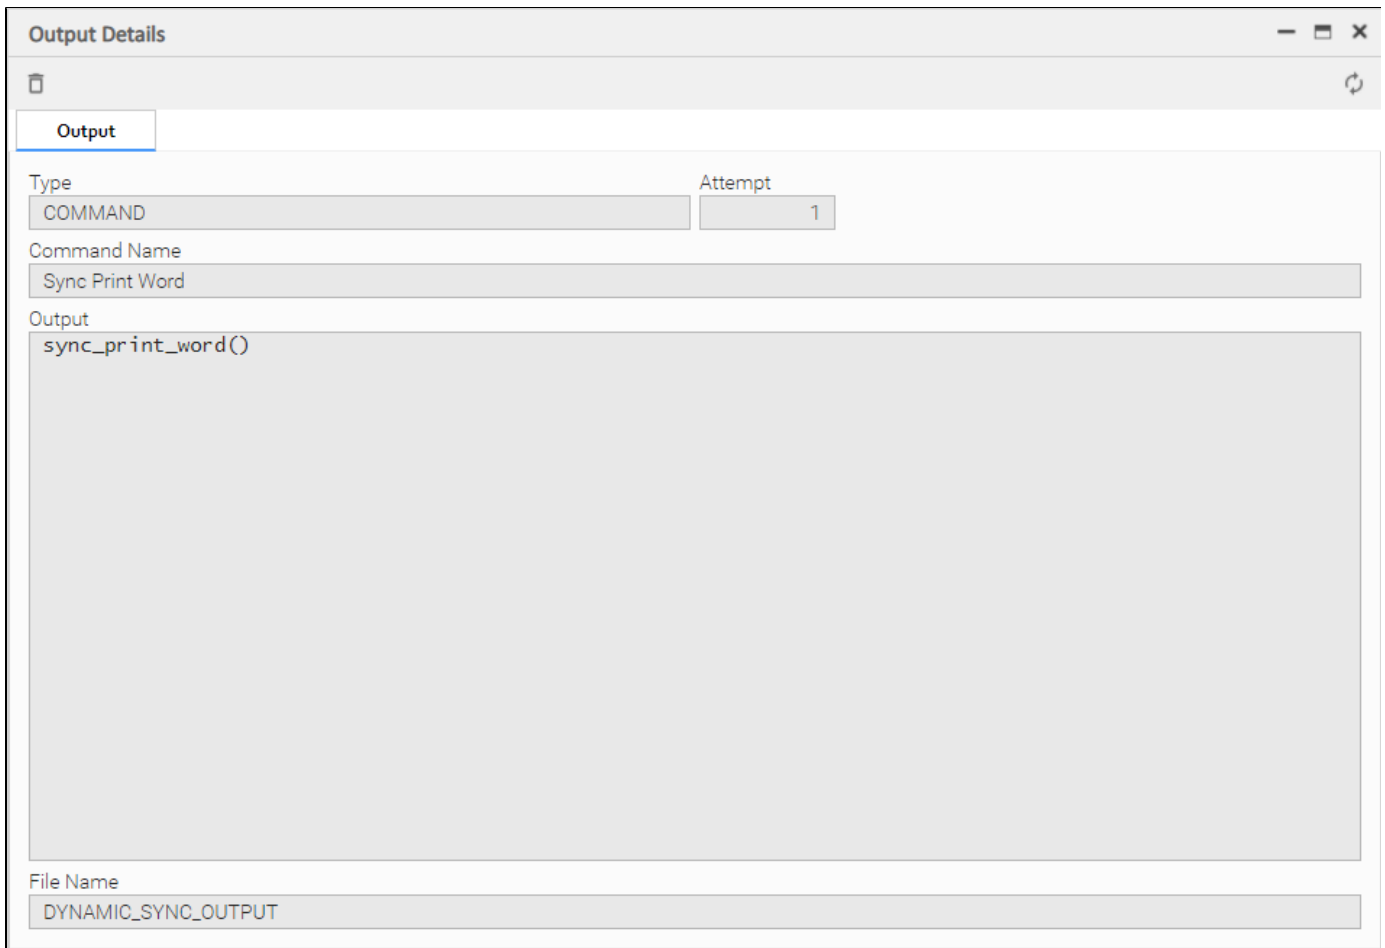 Output Details
Output
Type Attempt
COMMAND 1
Command Name
Sync Print Word
Output
sync_print_word()
File Name
DYNAMIC_SYNC_OUTPUT